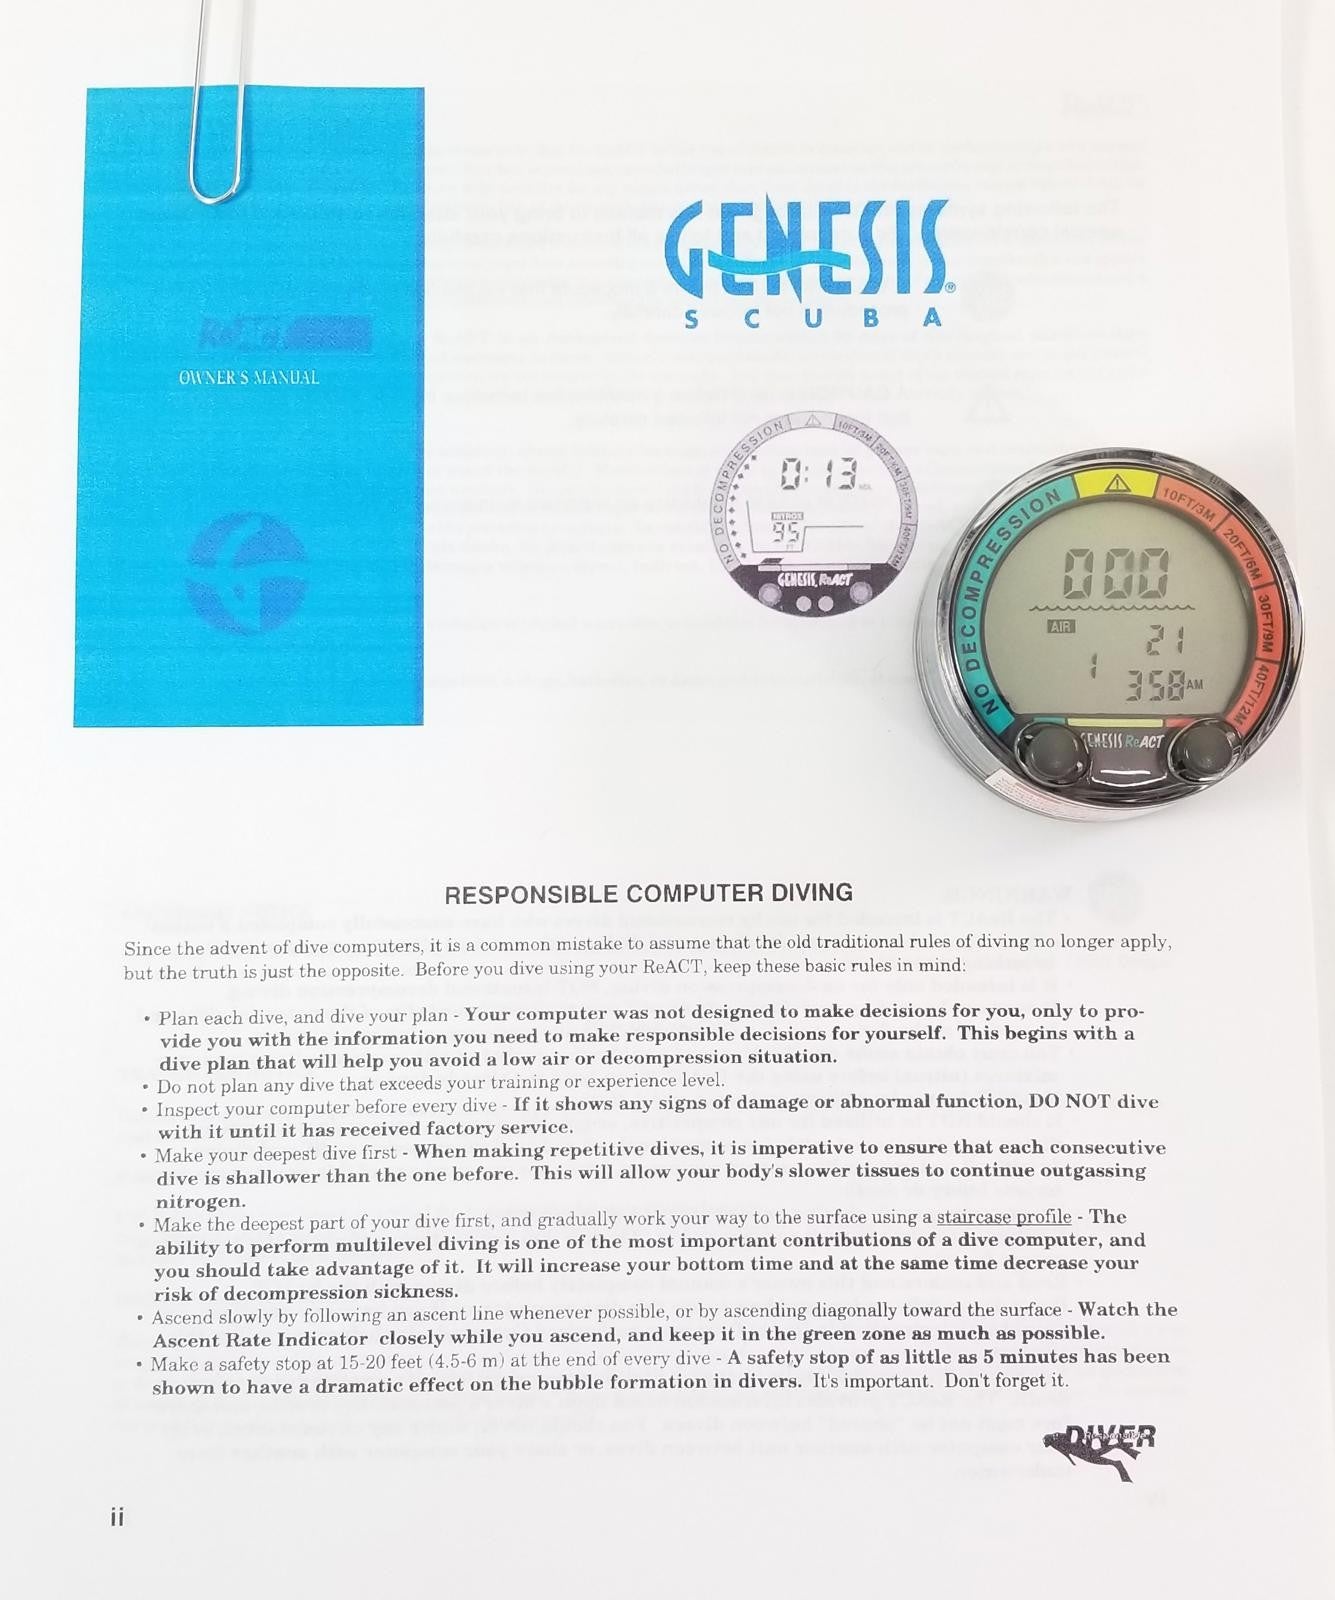 ReAct
OWNER'S MANUAL
GENESIS®
SCUBA
NO DECOMPRESSION
10FT/3M
20FT/6M
30FT/9M
40FT/12M
0:13
NDL
NITROX
95
FT
GENESIS ReACT
NO DECOMPRESSION
10FT/3M
20FT/6M
30FT/9M
40FT/12M
000
AIR
21
1
358 AM
GENESIS ReACT
RESPONSIBLE COMPUTER DIVING
Since the advent of dive computers, it is a common mistake to assume that the old traditional rules of diving no longer apply,
but the truth is just the opposite. Before you dive using your ReACT, keep these basic rules in mind:
• Plan each dive, and dive your plan - Your computer was not designed to make decisions for you, only to pro-
vide you with the information you need to make responsible decisions for yourself. This begins with a
dive plan that will help you avoid a low air or decompression situation.
• Do not plan any dive that exceeds your training or experience level.
• Inspect your computer before every dive - If it shows any signs of damage or abnormal function, DO NOT dive
with it until it has received factory service.
• Make your deepest dive first - When making repetitive dives, it is imperative to ensure that each consecutive
dive is shallower than the one before. This will allow your body's slower tissues to continue outgassing
nitrogen.
• Make the deepest part of your dive first, and gradually work your way to the surface using a staircase profile - The
ability to perform multilevel diving is one of the most important contributions of a dive computer, and
you should take advantage of it. It will increase your bottom time and at the same time decrease your
risk of decompression sickness.
• Ascend slowly by following an ascent line whenever possible, or by ascending diagonally toward the surface - Watch the
Ascent Rate Indicator closely while you ascend, and keep it in the green zone as much as possible.
• Make a safety stop at 15-20 feet (4.5-6 m) at the end of every dive - A safety stop of as little as 5 minutes has been
shown to have a dramatic effect on the bubble formation in divers. It's important. Don't forget it.
DIVER
ii